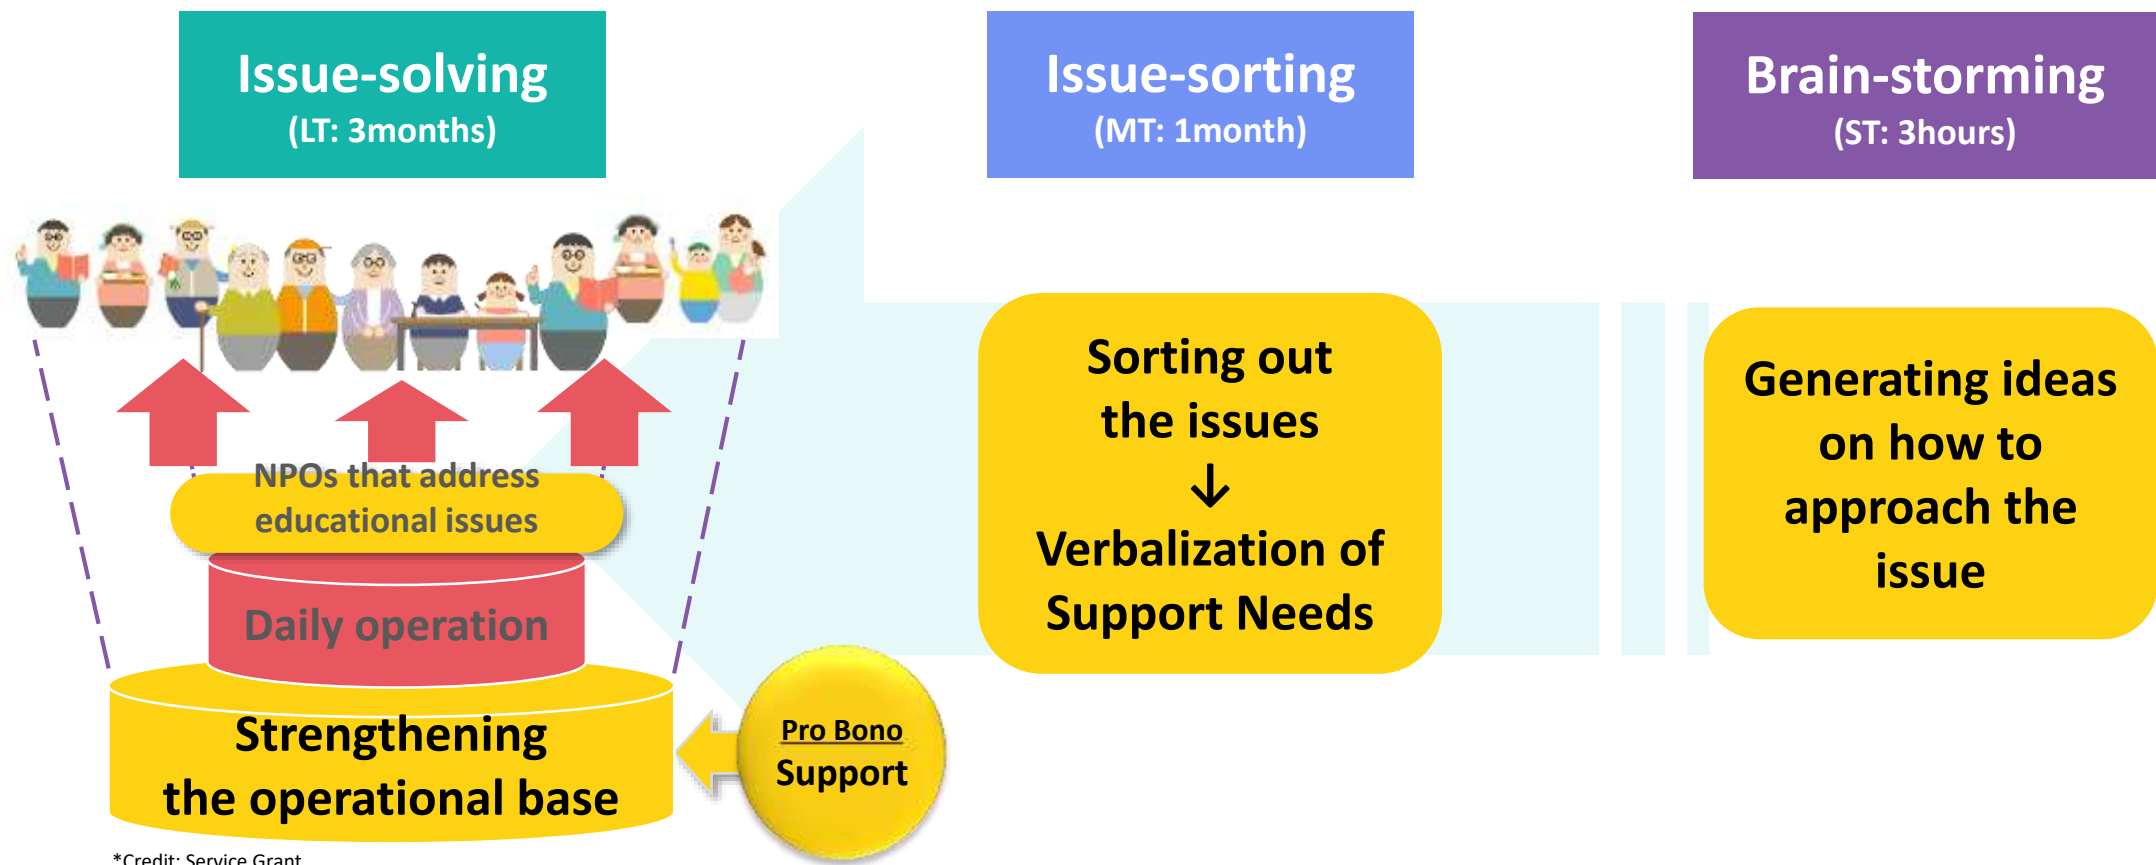 Issue-solving
(LT: 3months)
Issue-sorting
(MT: 1month)
Brain-storming
(ST: 3hours)
NPOs that address
educational issues
Daily operation
Strengthening
the operational base
Pro Bono
Support
Sorting out
the issues
↓
Verbalization of
Support Needs
Generating ideas
on how to
approach the
issue
*Credit: Service Grant